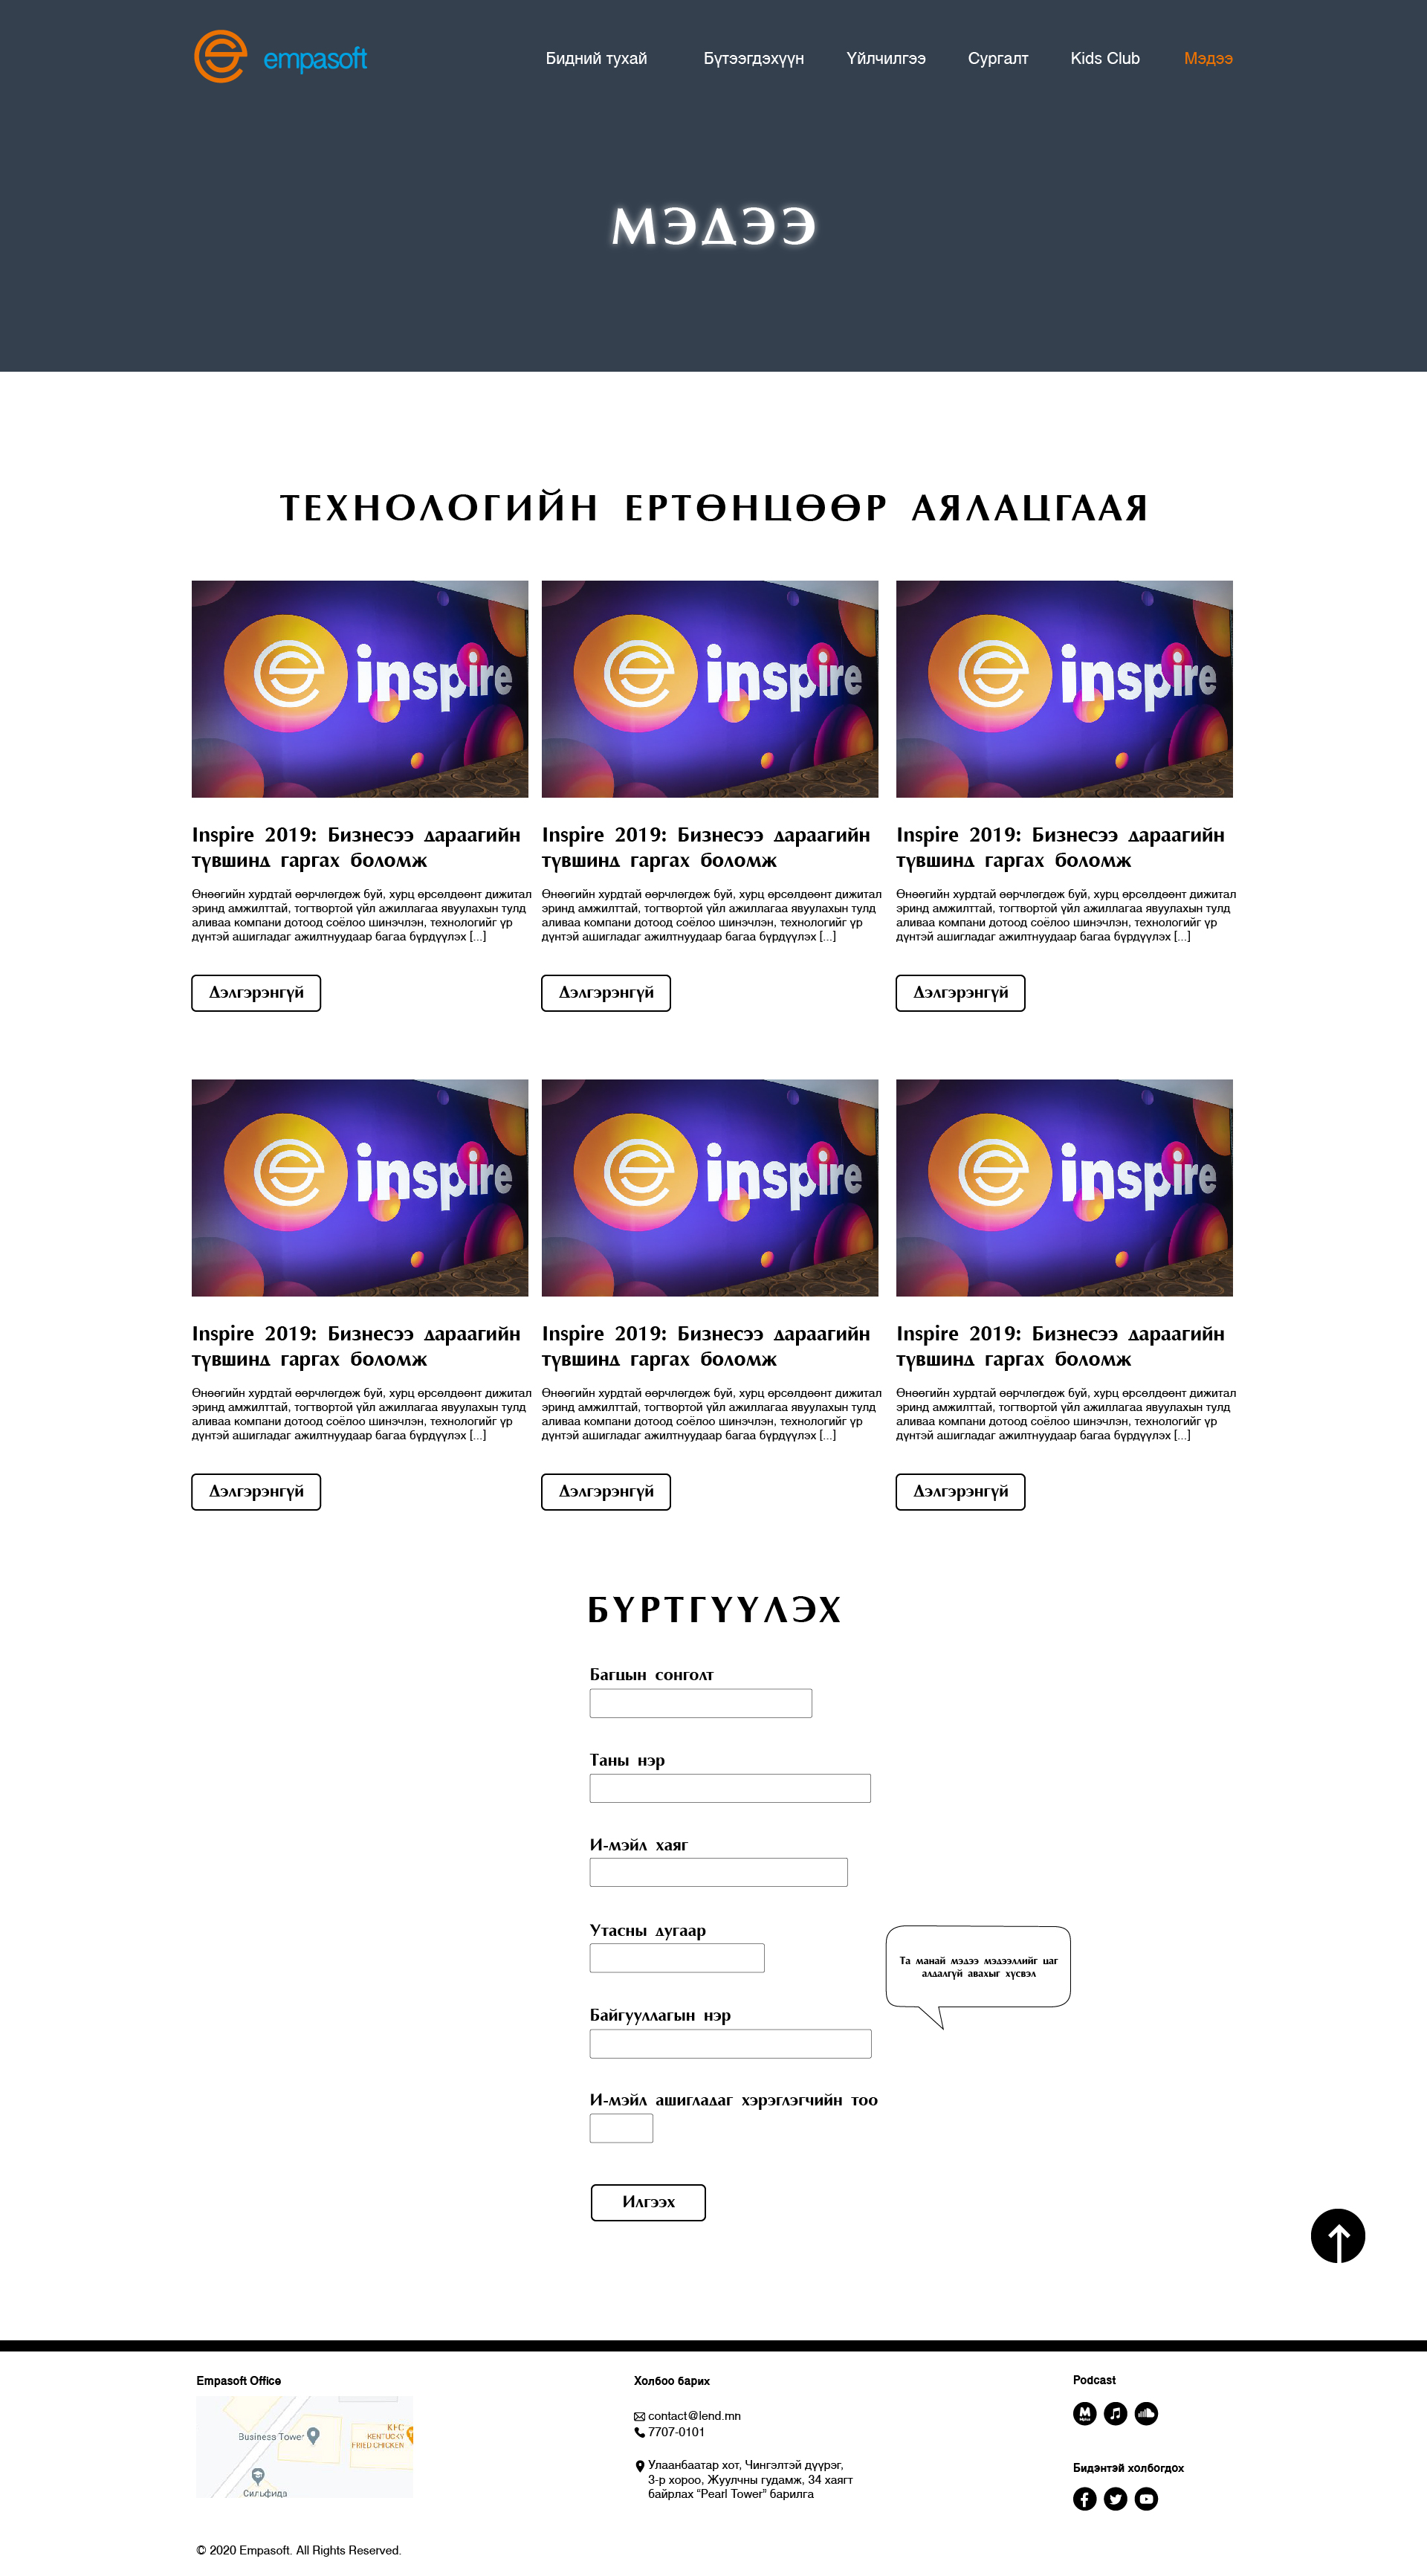 empasoft
Бидний тухай Бүтээгдэхүүн Үйлчилгээ Сургалт Kids Club Мэдээ
МЭДЭЭ
ТЕХНОЛОГИЙН ЕРТӨНЦӨӨР АЯЛАЦГААЯ
inspire
Inspire 2019: Бизнесээ дараагийн
түвшинд гаргах боломж
Өнөөгийн хурдтай өөрчлөгдөж буй, хурц өрсөлдөөнт дижитал
эринд амжилттай, тогтвортой үйл ажиллагаа явуулахын тулд
аливаа компани дотоод соёлоо шинэчлэн, технологийг үр
дүнтэй ашигладаг ажилтнуудаар багаа бүрдүүлэх [...]
Дэлгэрэнгүй
inspire
Inspire 2019: Бизнесээ дараагийн
түвшинд гаргах боломж
Өнөөгийн хурдтай өөрчлөгдөж буй, хурц өрсөлдөөнт дижитал
эринд амжилттай, тогтвортой үйл ажиллагаа явуулахын тулд
аливаа компани дотоод соёлоо шинэчлэн, технологийг үр
дүнтэй ашигладаг ажилтнуудаар багаа бүрдүүлэх [...]
Дэлгэрэнгүй
inspire
Inspire 2019: Бизнесээ дараагийн
түвшинд гаргах боломж
Өнөөгийн хурдтай өөрчлөгдөж буй, хурц өрсөлдөөнт дижитал
эринд амжилттай, тогтвортой үйл ажиллагаа явуулахын тулд
аливаа компани дотоод соёлоо шинэчлэн, технологийг үр
дүнтэй ашигладаг ажилтнуудаар багаа бүрдүүлэх [...]
Дэлгэрэнгүй
inspire
Inspire 2019: Бизнесээ дараагийн
түвшинд гаргах боломж
Өнөөгийн хурдтай өөрчлөгдөж буй, хурц өрсөлдөөнт дижитал
эринд амжилттай, тогтвортой үйл ажиллагаа явуулахын тулд
аливаа компани дотоод соёлоо шинэчлэн, технологийг үр
дүнтэй ашигладаг ажилтнуудаар багаа бүрдүүлэх [...]
Дэлгэрэнгүй
inspire
Inspire 2019: Бизнесээ дараагийн
түвшинд гаргах боломж
Өнөөгийн хурдтай өөрчлөгдөж буй, хурц өрсөлдөөнт дижитал
эринд амжилттай, тогтвортой үйл ажиллагаа явуулахын тулд
аливаа компани дотоод соёлоо шинэчлэн, технологийг үр
дүнтэй ашигладаг ажилтнуудаар багаа бүрдүүлэх [...]
Дэлгэрэнгүй
inspire
Inspire 2019: Бизнесээ дараагийн
түвшинд гаргах боломж
Өнөөгийн хурдтай өөрчлөгдөж буй, хурц өрсөлдөөнт дижитал
эринд амжилттай, тогтвортой үйл ажиллагаа явуулахын тулд
аливаа компани дотоод соёлоо шинэчлэн, технологийг үр
дүнтэй ашигладаг ажилтнуудаар багаа бүрдүүлэх [...]
Дэлгэрэнгүй
БҮРТГҮҮЛЭХ
Багцын сонголт
Таны нэр
И-мэйл хаяг
Утасны дугаар
Та манай мэдээ мэдээллийг цаг
алдалгүй авахыг хүсвэл
Байгууллагын нэр
И-мэйл ашигладаг хэрэглэгчийн тоо
Илгээх
Empasoft Office
Business Tower
KFC
KENTUCKY
FRIED CHICKEN
Сильфида
Холбоо барих
contact@lend.mn
7707-0101
Улаанбаатар хот, Чингэлтэй дүүрэг,
3-р хороо, Жуулчны гудамж, 34 хаягт
байрлах “Pearl Tower” барилга
Podcast
Бидэнтэй холбогдох
© 2020 Empasoft. All Rights Reserved.